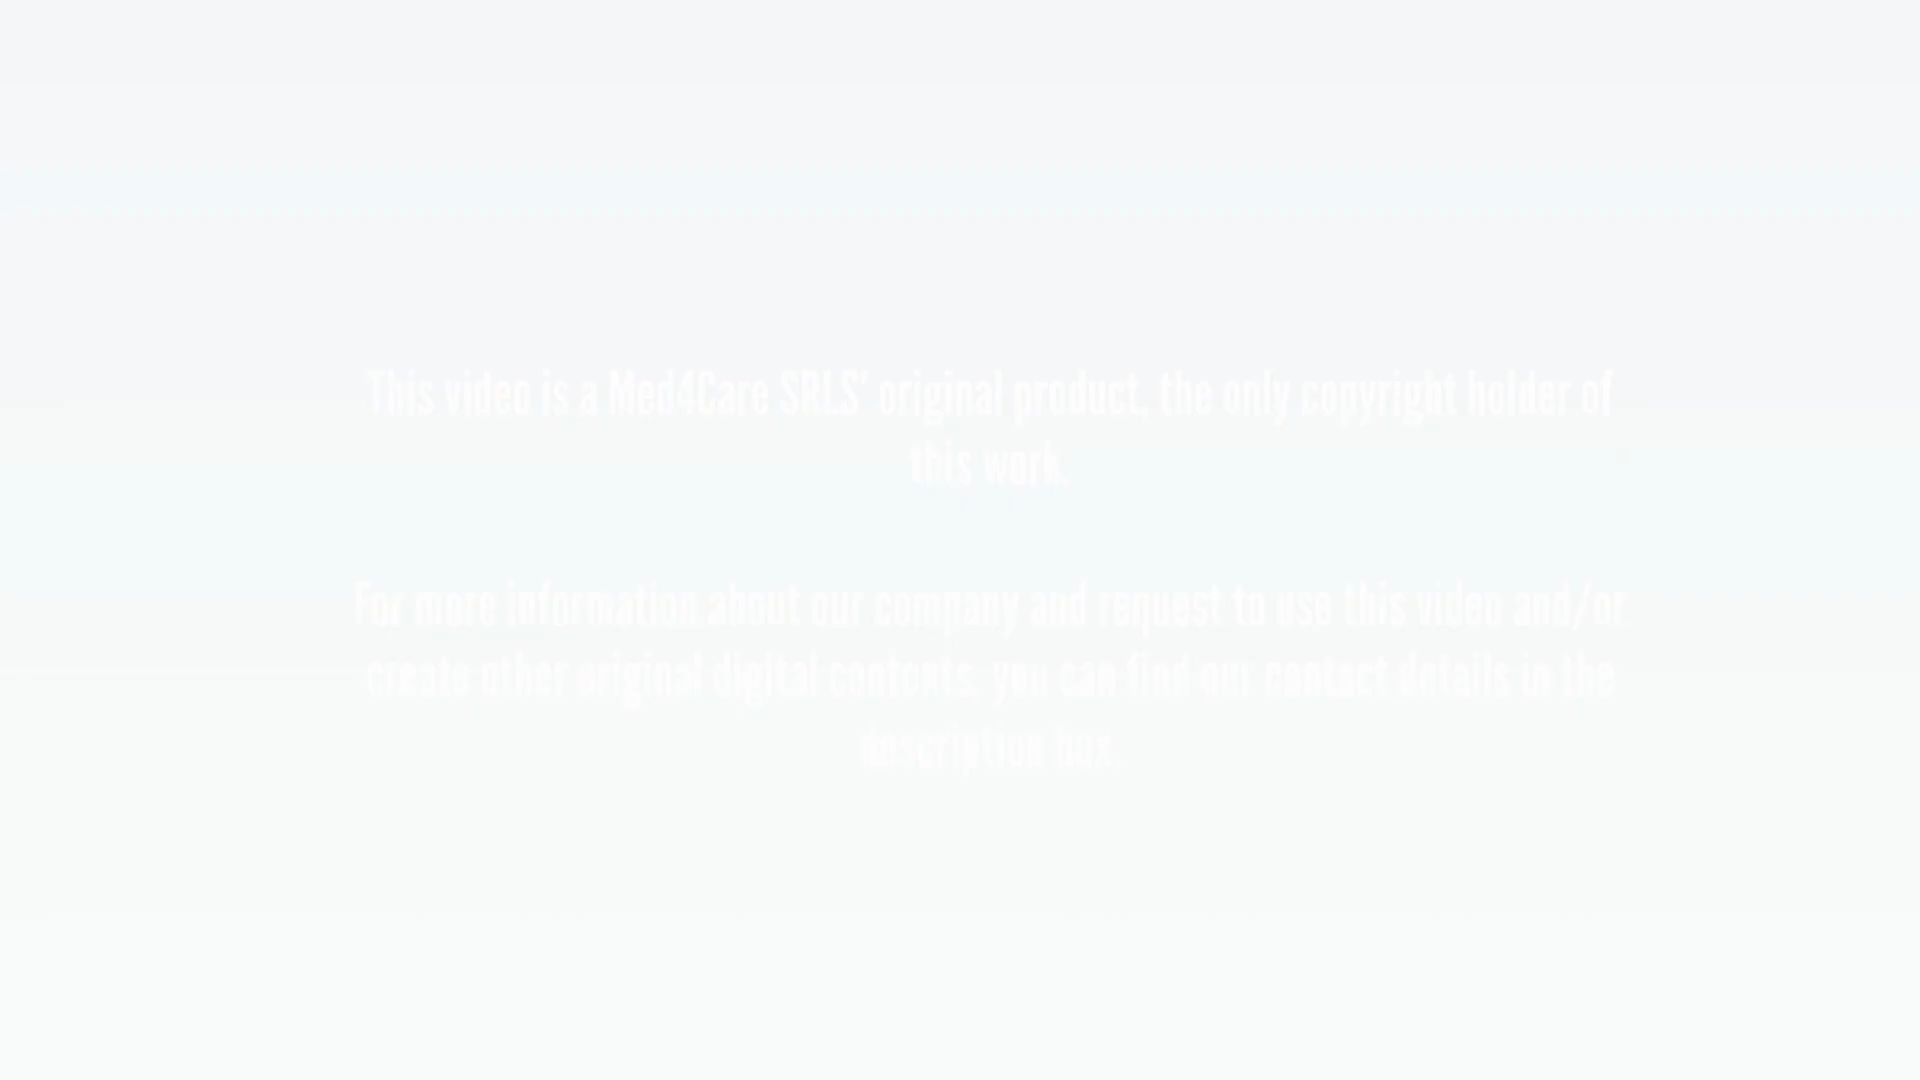 This video is a Med4Care SRLS' original product, the only copyright holder of
this work.
For more information about our company and request to use this video and/or
create other original digital contents, you can find our contact details in the
description box.